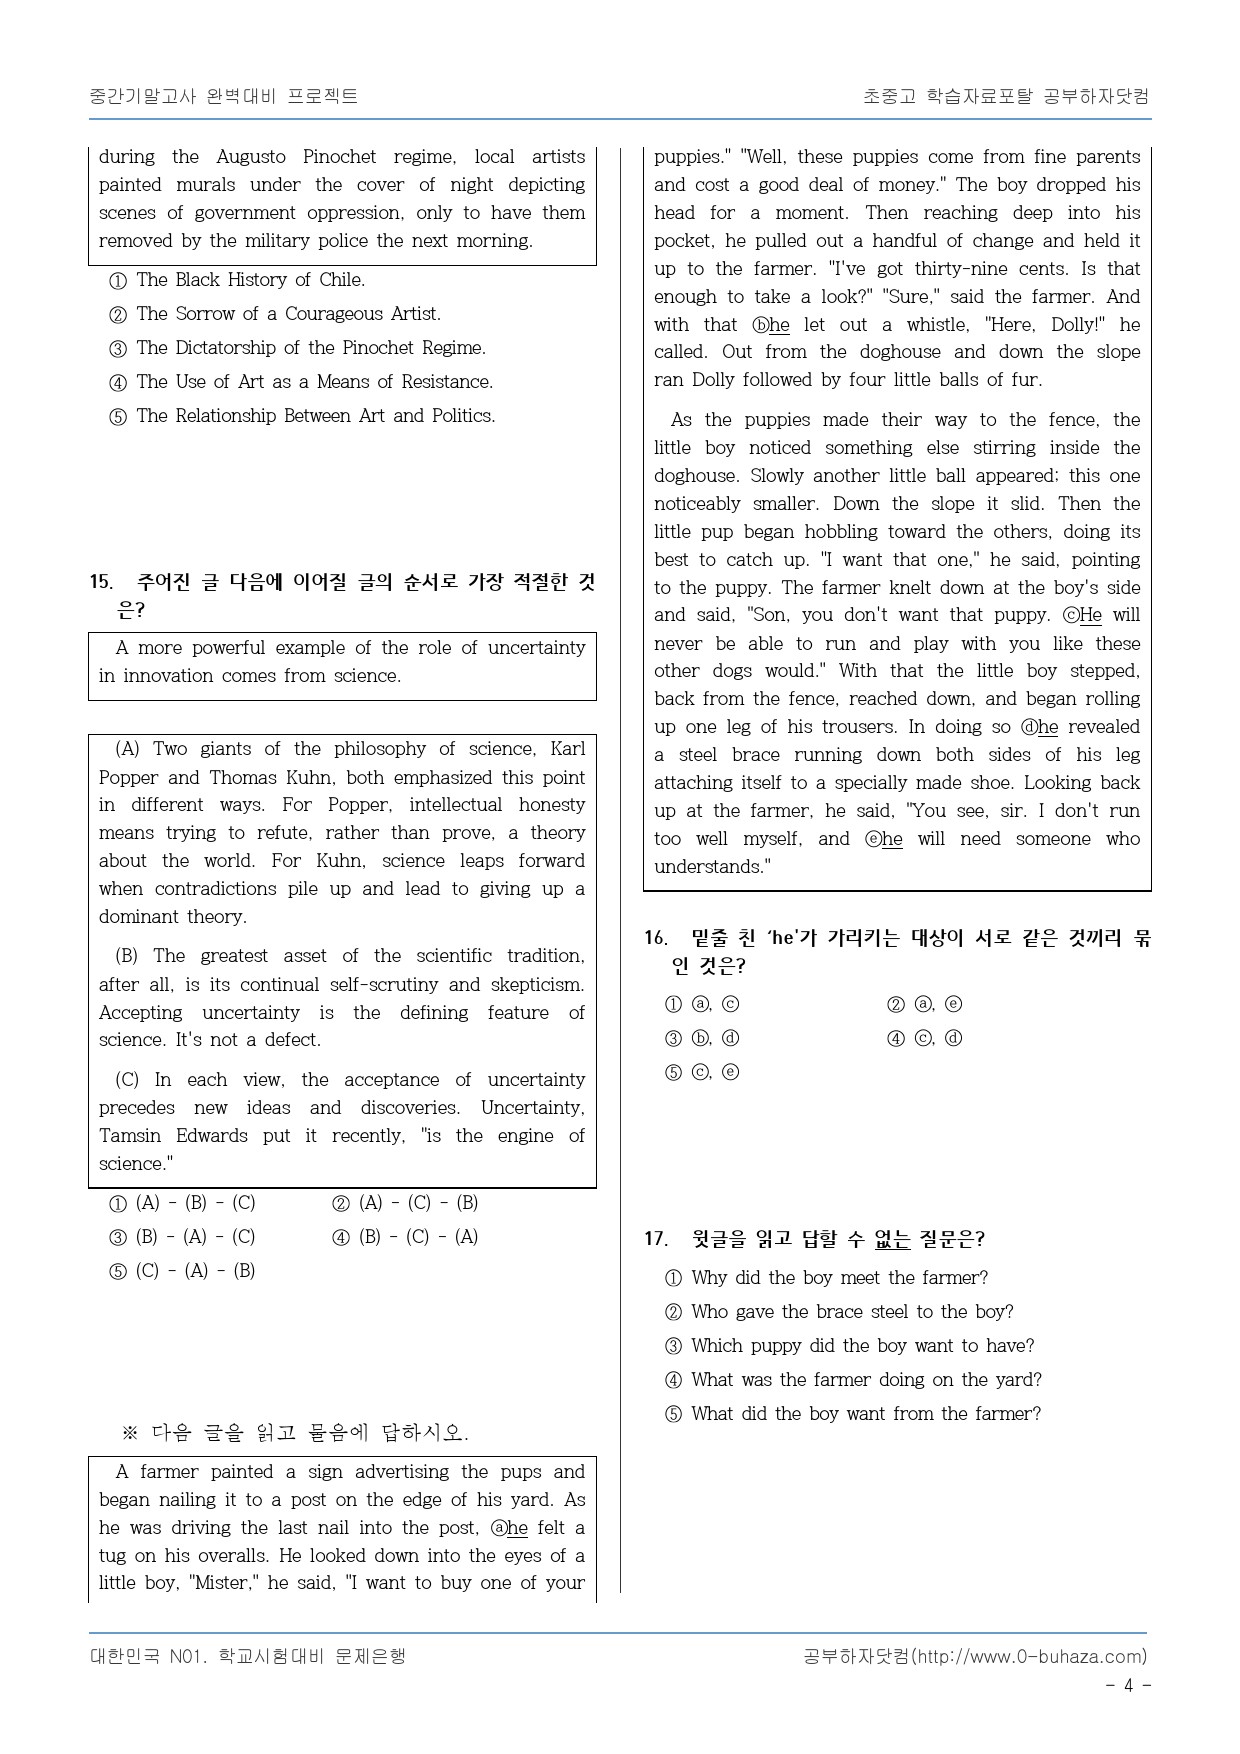 중간기말고사 완벽대비 프로젝트
초중고 학습자료포탈 공부하자닷컴
during the Augusto Pinochet regime, local artists
painted murals under the cover of night depicting
scenes of government oppression, only to have them
removed by the military police the next morning.
① The Black History of Chile.
② The Sorrow of a Courageous Artist.
③ The Dictatorship of the Pinochet Regime.
④ The Use of Art as a Means of Resistance.
⑤ The Relationship Between Art and Politics.
15. 주어진 글 다음에 이어질 글의 순서로 가장 적절한 것
은?
A more powerful example of the role of uncertainty
in innovation comes from science.
(A) Two giants of the philosophy of science, Karl
Popper and Thomas Kuhn, both emphasized this point
in different ways. For Popper, intellectual honesty
means trying to refute, rather than prove, a theory
about the world. For Kuhn, science leaps forward
when contradictions pile up and lead to giving up a
dominant theory.
(B) The greatest asset of the scientific tradition,
after all, is its continual self-scrutiny and skepticism.
Accepting uncertainty is the defining feature of
science. It's not a defect.
(C) In each view, the acceptance of uncertainty
precedes new ideas and discoveries. Uncertainty,
Tamsin Edwards put it recently, "is the engine of
science."
① (A) - (B) - (C) ② (A) - (C) - (B)
③ (B) - (A) - (C) ④ (B) - (C) - (A)
⑤ (C) - (A) - (B)
※ 다음 글을 읽고 물음에 답하시오.
A farmer painted a sign advertising the pups and
began nailing it to a post on the edge of his yard. As
he was driving the last nail into the post, ⓐhe felt a
tug on his overalls. He looked down into the eyes of a
little boy, "Mister," he said, "I want to buy one of your
puppies." "Well, these puppies come from fine parents
and cost a good deal of money." The boy dropped his
head for a moment. Then reaching deep into his
pocket, he pulled out a handful of change and held it
up to the farmer. "I've got thirty-nine cents. Is that
enough to take a look?" "Sure," said the farmer. And
with that ⓑhe let out a whistle, "Here, Dolly!" he
called. Out from the doghouse and down the slope
ran Dolly followed by four little balls of fur.
As the puppies made their way to the fence, the
little boy noticed something else stirring inside the
doghouse. Slowly another little ball appeared; this one
noticeably smaller. Down the slope it slid. Then the
little pup began hobbling toward the others, doing its
best to catch up. "I want that one," he said, pointing
to the puppy. The farmer knelt down at the boy's side
and said, "Son, you don't want that puppy. ⓒHe will
never be able to run and play with you like these
other dogs would." With that the little boy stepped,
back from the fence, reached down, and began rolling
up one leg of his trousers. In doing so ⓓhe revealed
a steel brace running down both sides of his leg
attaching itself to a specially made shoe. Looking back
up at the farmer, he said, "You see, sir. I don't run
too well myself, and ⓔhe will need someone who
understands."
16. 밑줄 친 ‘he'가 가리키는 대상이 서로 같은 것끼리 묶
인 것은?
① ⓐ, ⓒ ② ⓐ, ⓔ
③ ⓑ, ⓓ ④ ⓒ, ⓓ
⑤ ⓒ, ⓔ
17. 윗글을 읽고 답할 수 없는 질문은?
① Why did the boy meet the farmer?
② Who gave the brace steel to the boy?
③ Which puppy did the boy want to have?
④ What was the farmer doing on the yard?
⑤ What did the boy want from the farmer?
대한민국 N01. 학교시험대비 문제은행
공부하자닷컴(http://www.0-buhaza.com)
- 4 -